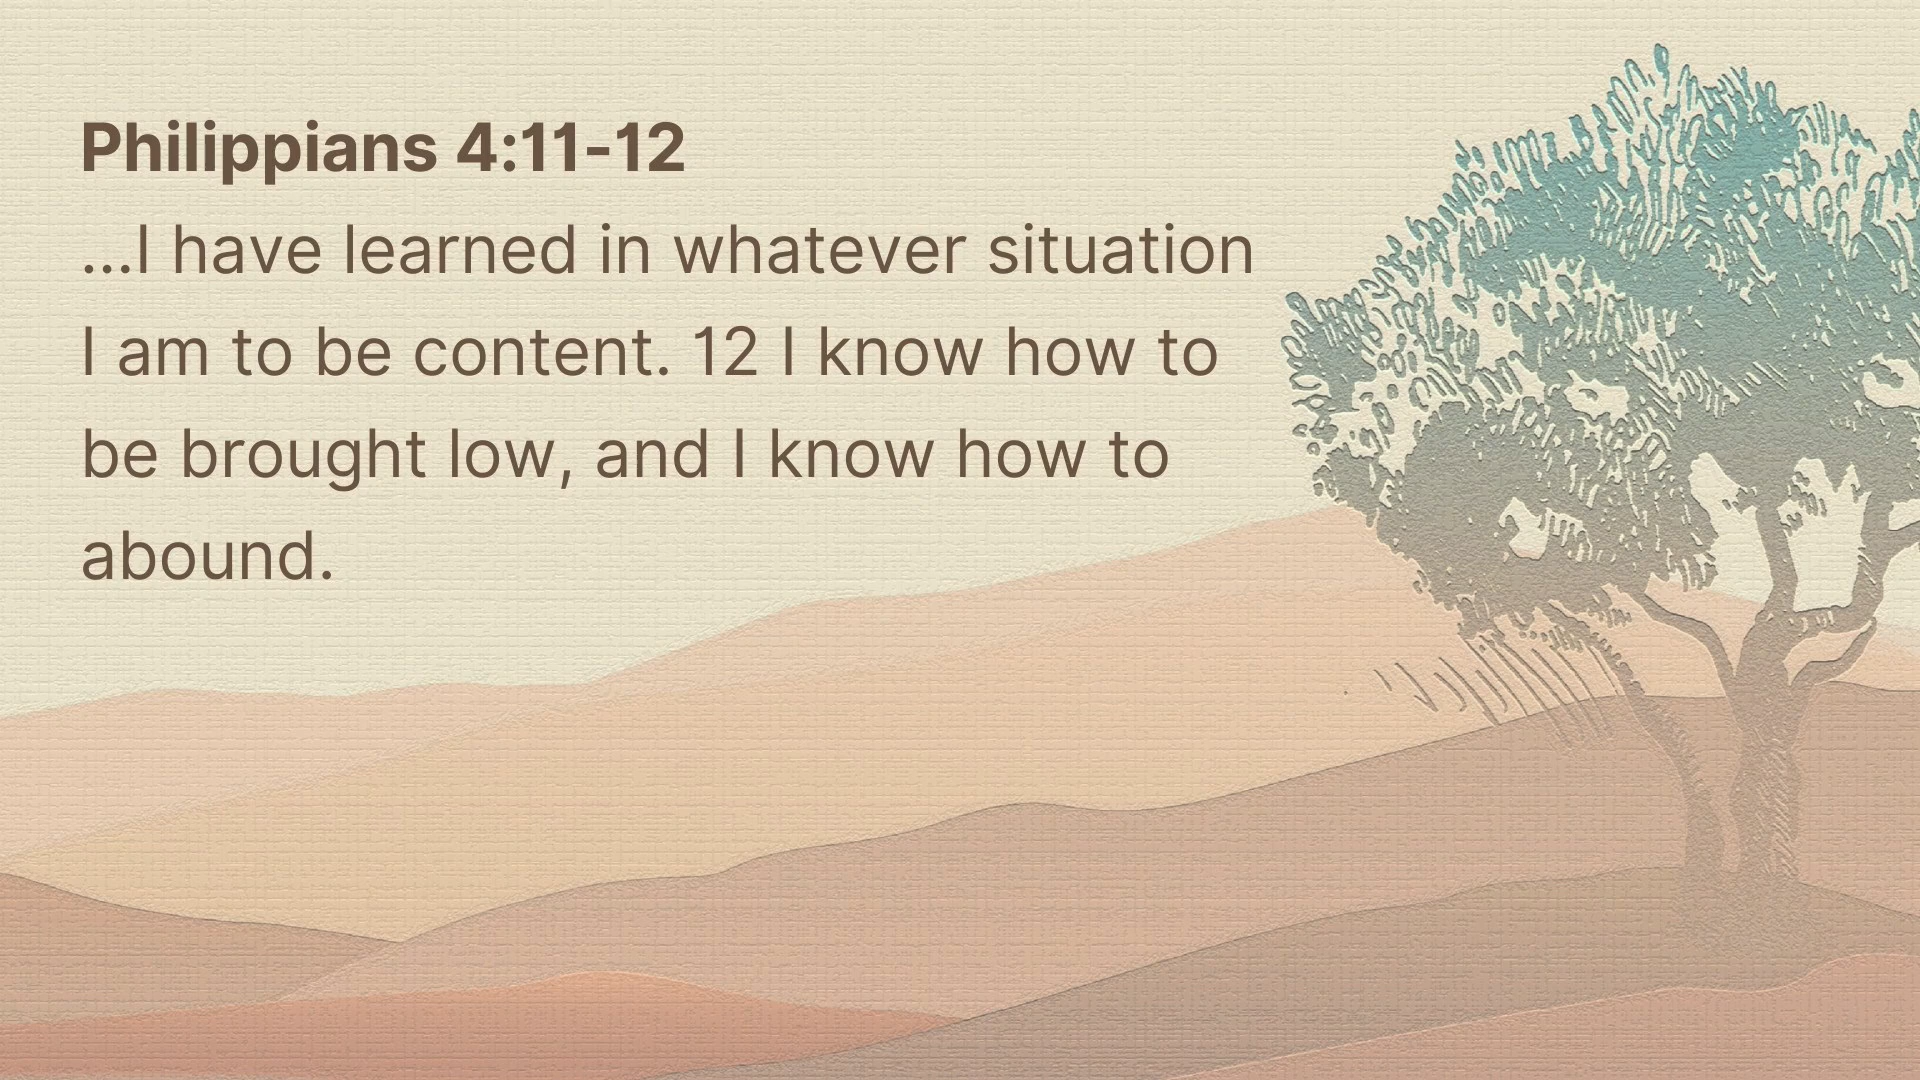 Philippians 4:11-12
...I have learned in whatever situation
I am to be content. 12 I know how to
be brought low, and I know how to
abound.